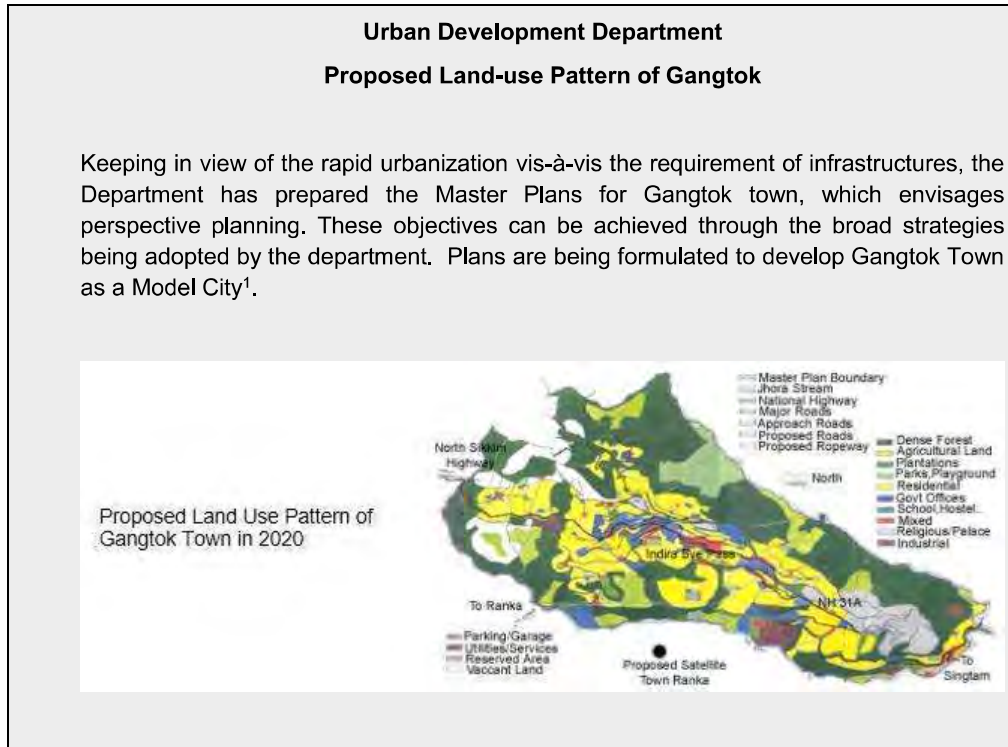 Urban Development Department
Proposed Land-use Pattern of Gangtok
Keeping in view of the rapid urbanization vis-à-vis the requirement of infrastructures, the
Department has prepared the Master Plans for Gangtok town, which envisages
perspective planning. These objectives can be achieved through the broad strategies
being adopted by the department. Plans are being formulated to develop Gangtok Town
as a Model City¹.
Proposed Land Use Pattern of
Gangtok Town in 2020
North Sikkim
Highway
Master Plan Boundary
Jhora Stream
National Highway
Major Roads
Approach Roads
Proposed Roads
Proposed Ropeway
North
Dense Forest
Agricultural Land
Plantations
Parks,Playground
Residential
Govt Offices
School,Hostel..
Mixed
Religious/Palace
Industrial
Indira Bye Pass
NH 31A
To Ranka
Parking/Garage
Utilities/Services
Reserved Area
Vaccant Land
Proposed Satellite
Town Ranka
To
Singtam